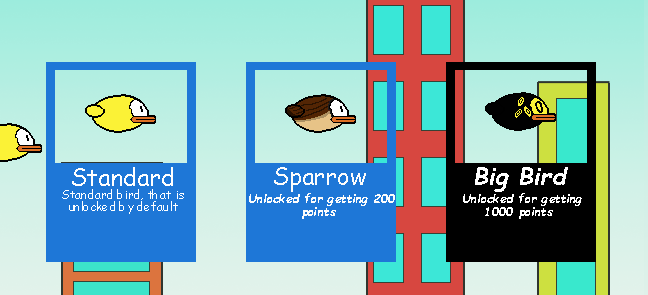 Standard
Standard bird, that is
unlocked by default
Sparrow
Unlocked for getting 200
points
Big Bird
Unlocked for getting
1000 points